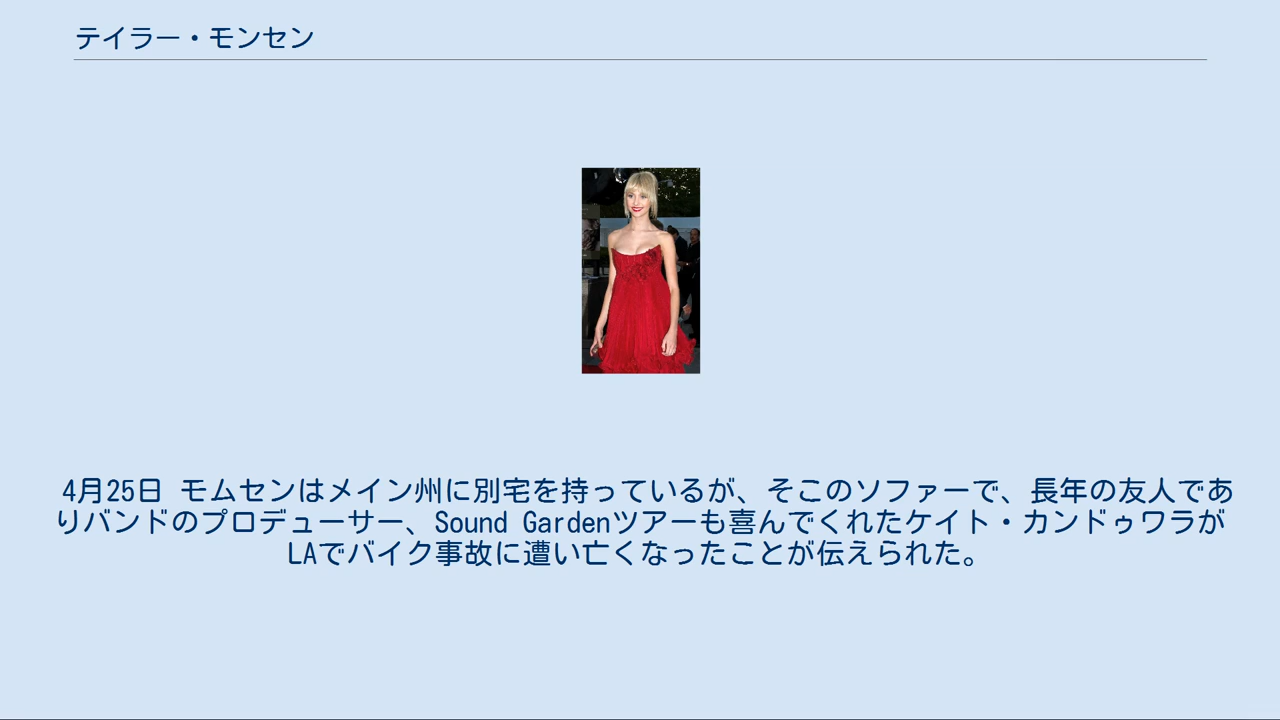 テイラー・モンセン
4月25日 モムセンはメイン州に別宅を持っているが、そこのソファーで、長年の友人であ
りバンドのプロデューサー、Sound Gardenツアーも喜んでくれたケイト・カンドゥワラが
LAでバイク事故に遭い亡くなったことが伝えられた。